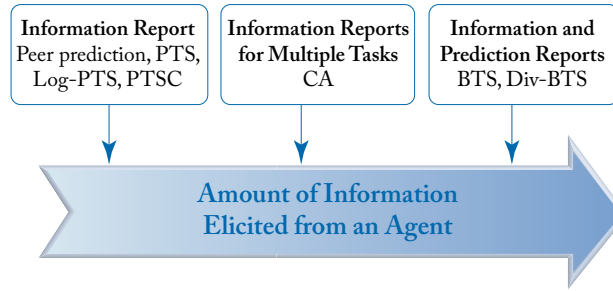 Information Report
Peer prediction, PTS,
Log-PTS, PTSC
Information Reports
for Multiple Tasks
CA
Information and
Prediction Reports
BTS, Div-BTS
Amount of Information
Elicited from an Agent